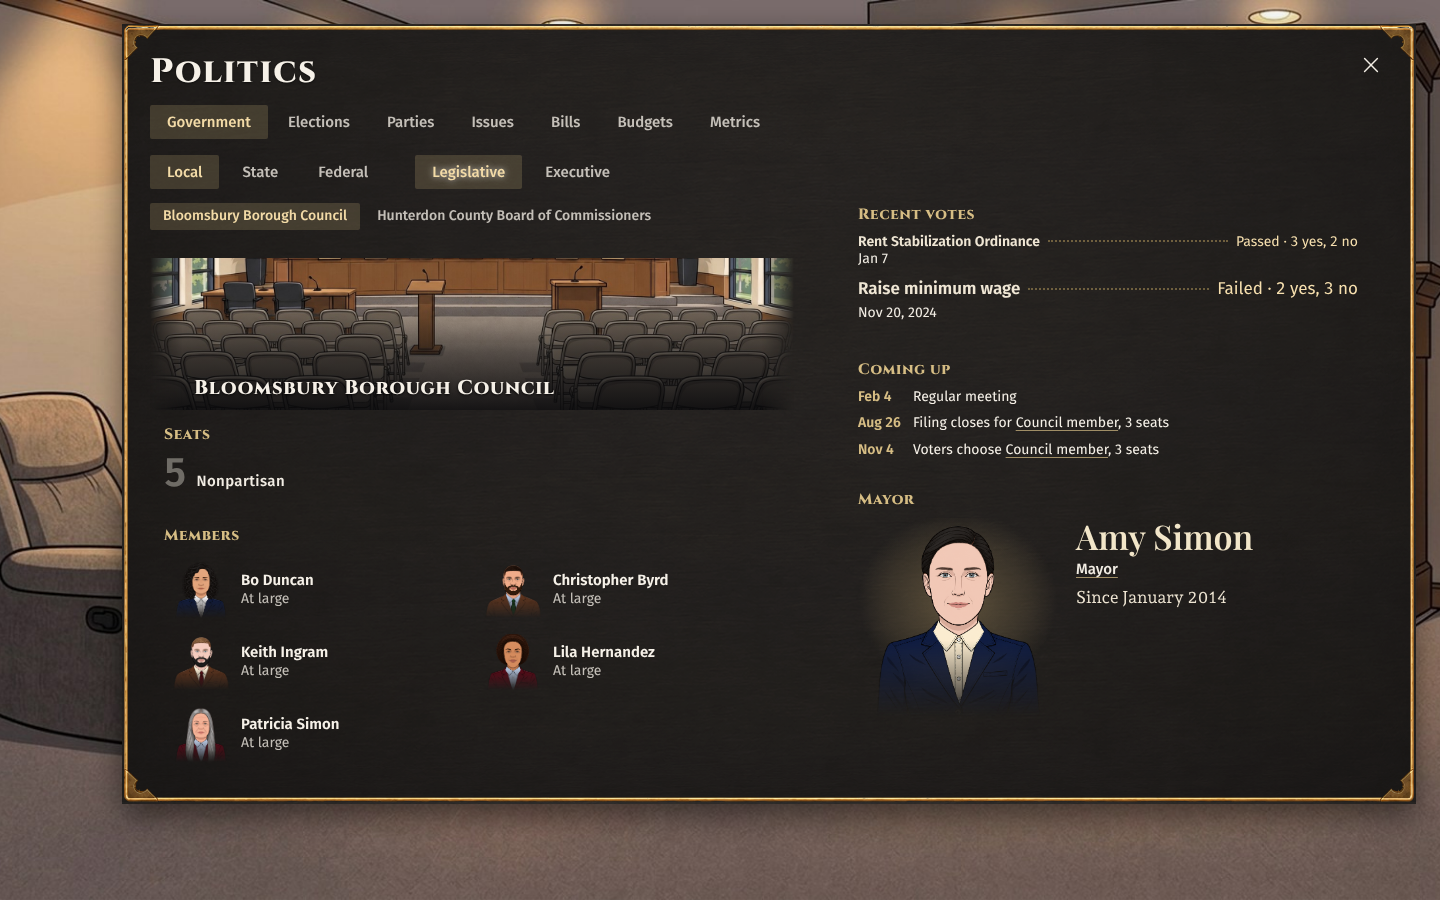 Politics
Government Elections Parties Issues Bills Budgets Metrics
Local State Federal Legislative Executive
Bloomsbury Borough Council Hunterdon County Board of Commissioners
Bloomsbury Borough Council
Seats
5 Nonpartisan
Members
Bo Duncan
At large
Christopher Byrd
At large
Keith Ingram
At large
Lila Hernandez
At large
Patricia Simon
At large
Recent votes
Rent Stabilization Ordinance Passed · 3 yes, 2 no
Jan 7
Raise minimum wage Failed · 2 yes, 3 no
Nov 20, 2024
Coming up
Feb 4 Regular meeting
Aug 26 Filing closes for Council member, 3 seats
Nov 4 Voters choose Council member, 3 seats
Mayor
Amy Simon
Mayor
Since January 2014